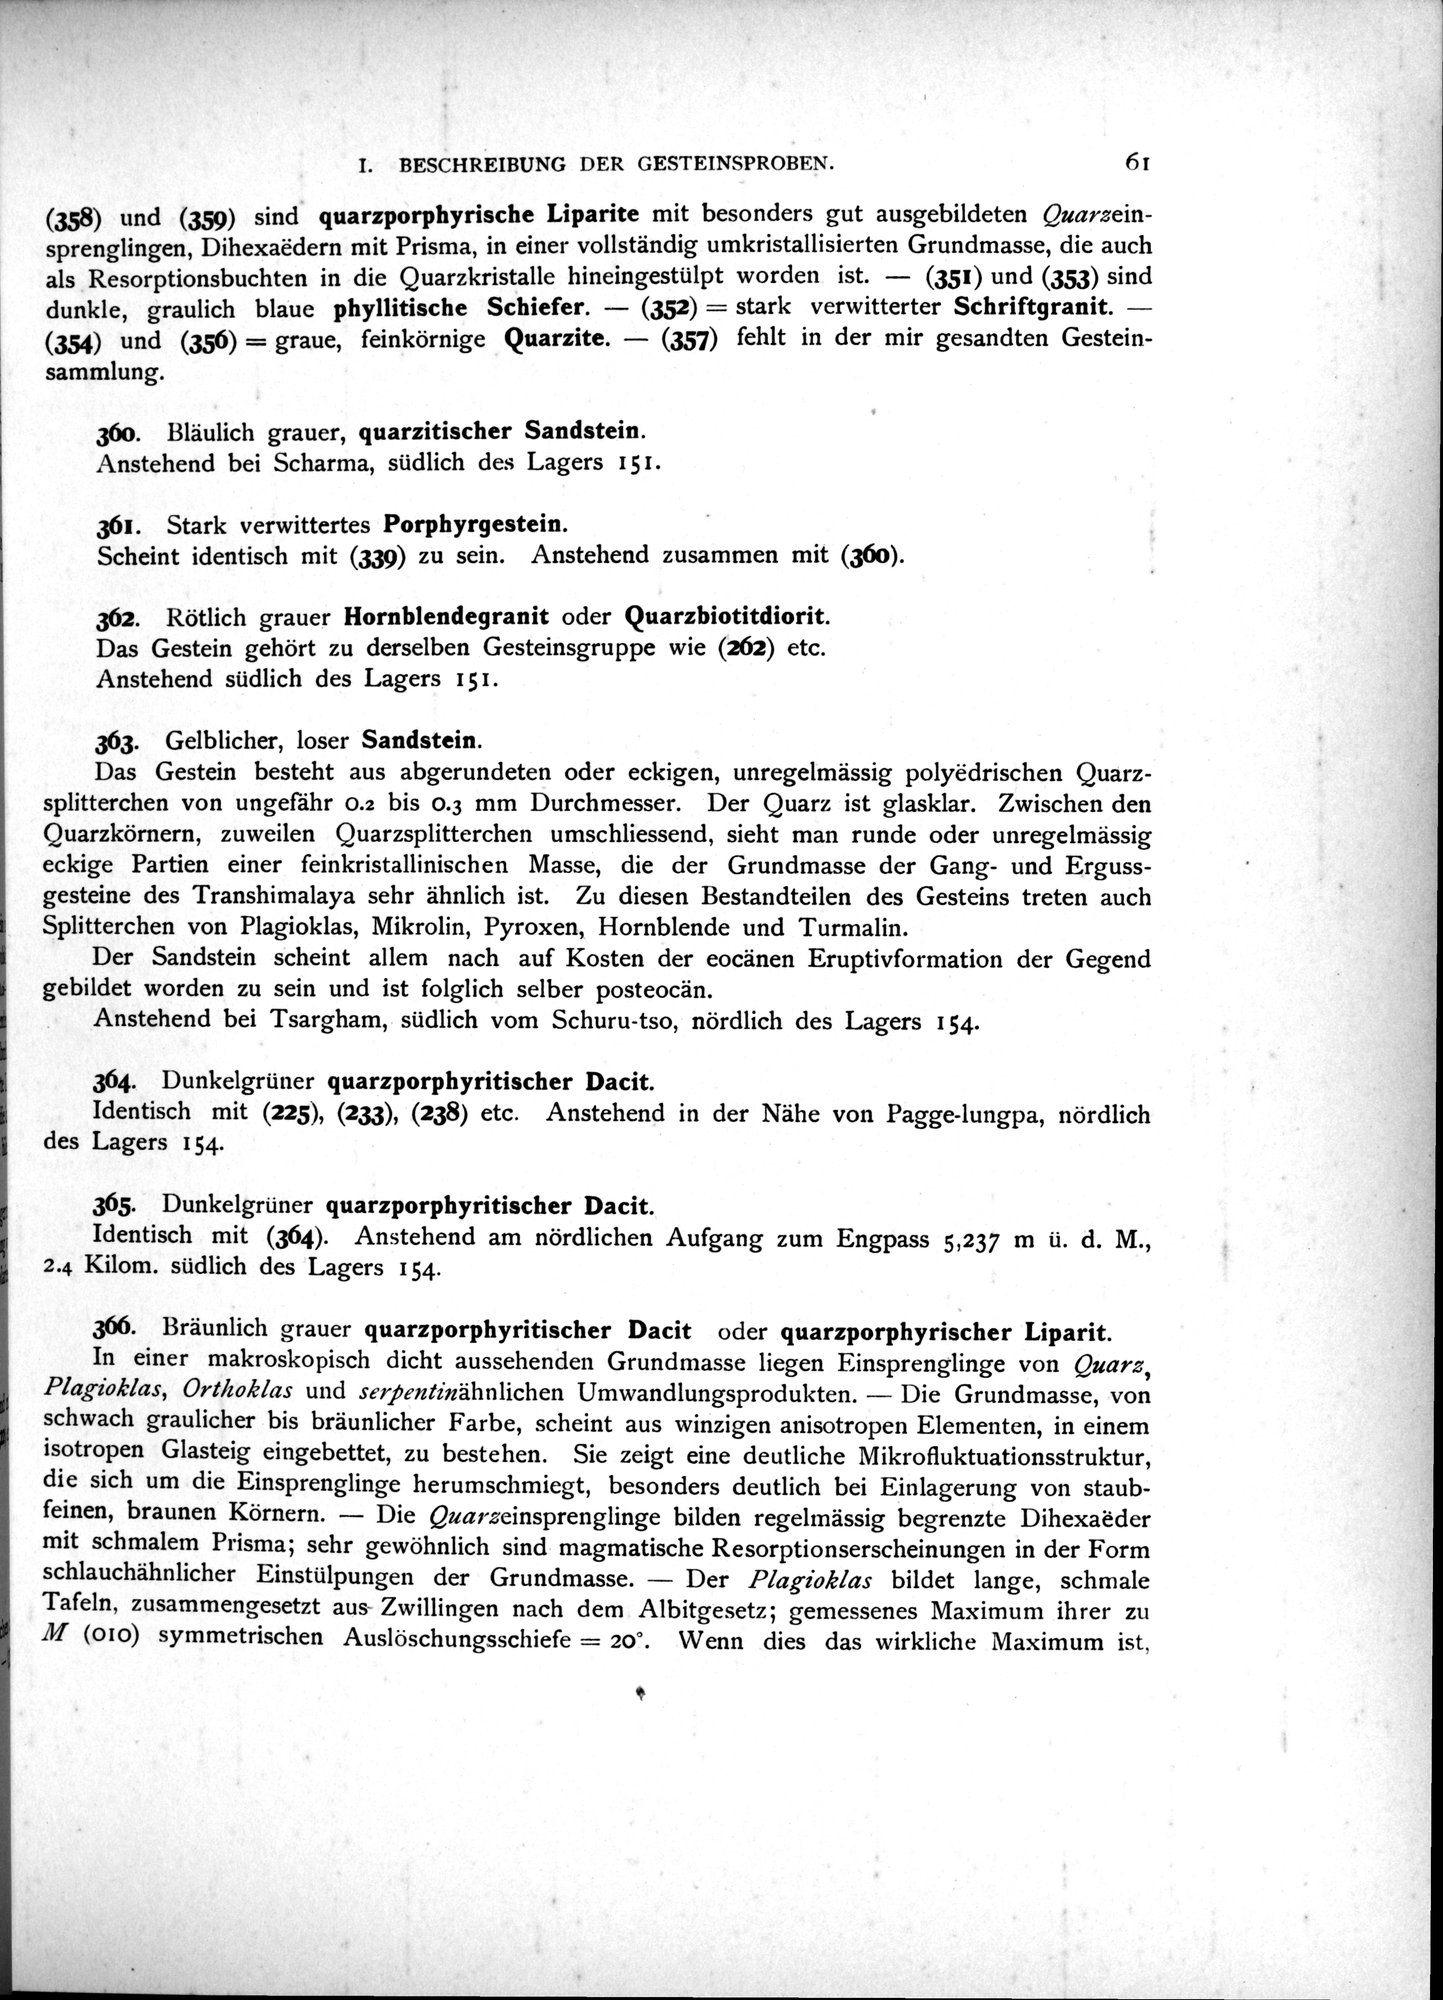 I. BESCHREIBUNG DER GESTEINSPROBEN. 61
(358) und (359) sind quarzporphyrische Liparite mit besonders gut ausgebildeten Quarzein-
sprenglingen, Dihexaëdern mit Prisma, in einer vollständig umkristallisierten Grundmasse, die auch
als Resorptionsbuchten in die Quarzkristalle hineingestülpt worden ist. — (351) und (353) sind
dunkle, graulich blaue phyllitische Schiefer. — (352) = stark verwitterter Schriftgranit. —
(354) und (356) = graue, feinkörnige Quarzite. — (357) fehlt in der mir gesandten Gestein-
sammlung.
360. Bläulich grauer, quarzitischer Sandstein.
Anstehend bei Scharma, südlich des Lagers 151.
361. Stark verwittertes Porphyrgestein.
Scheint identisch mit (339) zu sein. Anstehend zusammen mit (360).
362. Rötlich grauer Hornblendegranit oder Quarzbiotitdiorit.
Das Gestein gehört zu derselben Gesteinsgruppe wie (262) etc.
Anstehend südlich des Lagers 151.
363. Gelblicher, loser Sandstein.
Das Gestein besteht aus abgerundeten oder eckigen, unregelmässig polyëdrischen Quarz-
splitterchen von ungefähr 0.2 bis 0.3 mm Durchmesser. Der Quarz ist glasklar. Zwischen den
Quarzkörnern, zuweilen Quarzsplitterchen umschliessend, sieht man runde oder unregelmässig
eckige Partien einer feinkristallinischen Masse, die der Grundmasse der Gang- und Erguss-
gesteine des Transhimalaya sehr ähnlich ist. Zu diesen Bestandteilen des Gesteins treten auch
Splitterchen von Plagioklas, Mikrolin, Pyroxen, Hornblende und Turmalin.
Der Sandstein scheint allem nach auf Kosten der eocänen Eruptivformation der Gegend
gebildet worden zu sein und ist folglich selber posteocän.
Anstehend bei Tsargham, südlich vom Schuru-tso, nördlich des Lagers 154.
364. Dunkelgrüner quarzporphyritischer Dacit.
Identisch mit (225), (233), (238) etc. Anstehend in der Nähe von Pagge-lungpa, nördlich
des Lagers 154.
365. Dunkelgrüner quarzporphyritischer Dacit.
Identisch mit (364). Anstehend am nördlichen Aufgang zum Engpass 5,237 m ü. d. M.,
2.4 Kilom. südlich des Lagers 154.
366. Bräunlich grauer quarzporphyritischer Dacit oder quarzporphyrischer Liparit.
In einer makroskopisch dicht aussehenden Grundmasse liegen Einsprenglinge von Quarz,
Plagioklas, Orthoklas und serpentinähnlichen Umwandlungsprodukten. — Die Grundmasse, von
schwach graulicher bis bräunlicher Farbe, scheint aus winzigen anisotropen Elementen, in einem
isotropen Glasteig eingebettet, zu bestehen. Sie zeigt eine deutliche Mikrofluktuationsstruktur,
die sich um die Einsprenglinge herumschmiegt, besonders deutlich bei Einlagerung von staub-
feinen, braunen Körnern. — Die Quarzeinsprenglinge bilden regelmässig begrenzte Dihexaëder
mit schmalem Prisma; sehr gewöhnlich sind magmatische Resorptionserscheinungen in der Form
schlauchähnlicher Einstülpungen der Grundmasse. — Der Plagioklas bildet lange, schmale
Tafeln, zusammengesetzt aus Zwillingen nach dem Albitgesetz; gemessenes Maximum ihrer zu
M (010) symmetrischen Auslöschungsschiefe = 20°. Wenn dies das wirkliche Maximum ist,